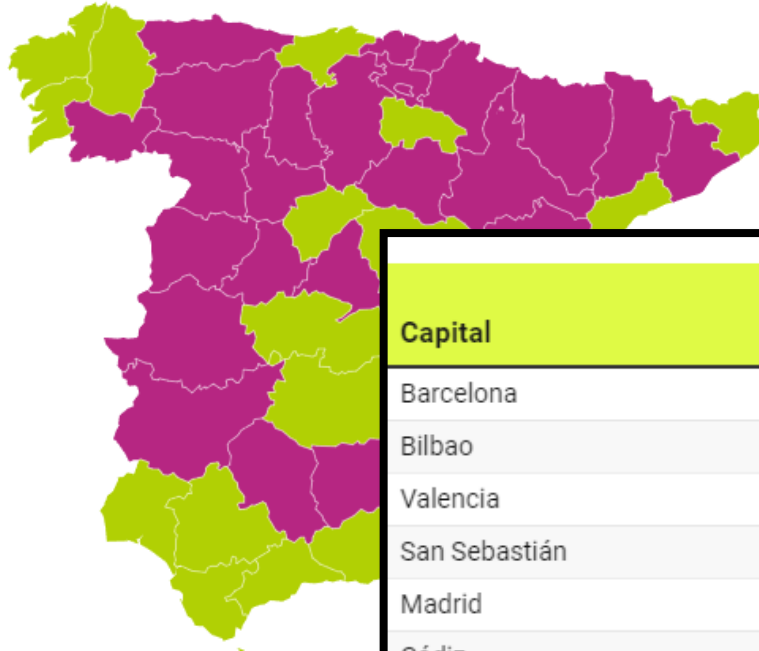 Capital
Barcelona
Bilbao
Valencia
San Sebastián
Madrid